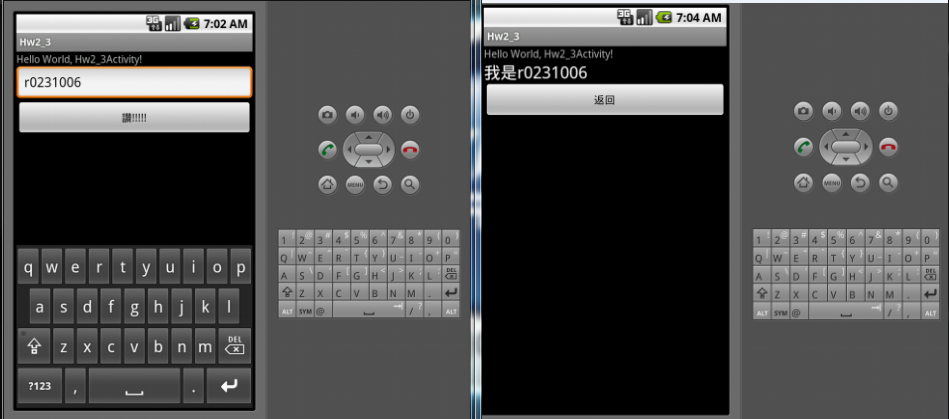 3G 7:02 AM
Hw2_3
Hello World, Hw2_3Activity!
r0231006
讚!!!!!
q w e r t y u i o p
a s d f g h j k l
z x c v b n m DEL
?123 , .
MENU
1 2 3 4 5 6 7 8 9 0
Q W E R T Y U I O P
A S D F G H J K L DEL
Z X C V B N M .
ALT SYM @ / ? , ALT
3G 7:04 AM
Hw2_3
Hello World, Hw2_3Activity!
我是r0231006
返回
MENU
1 2 3 4 5 6 7 8 9 0
Q W E R T Y U I O P
A S D F G H J K L DEL
Z X C V B N M .
ALT SYM @ / ? , ALT